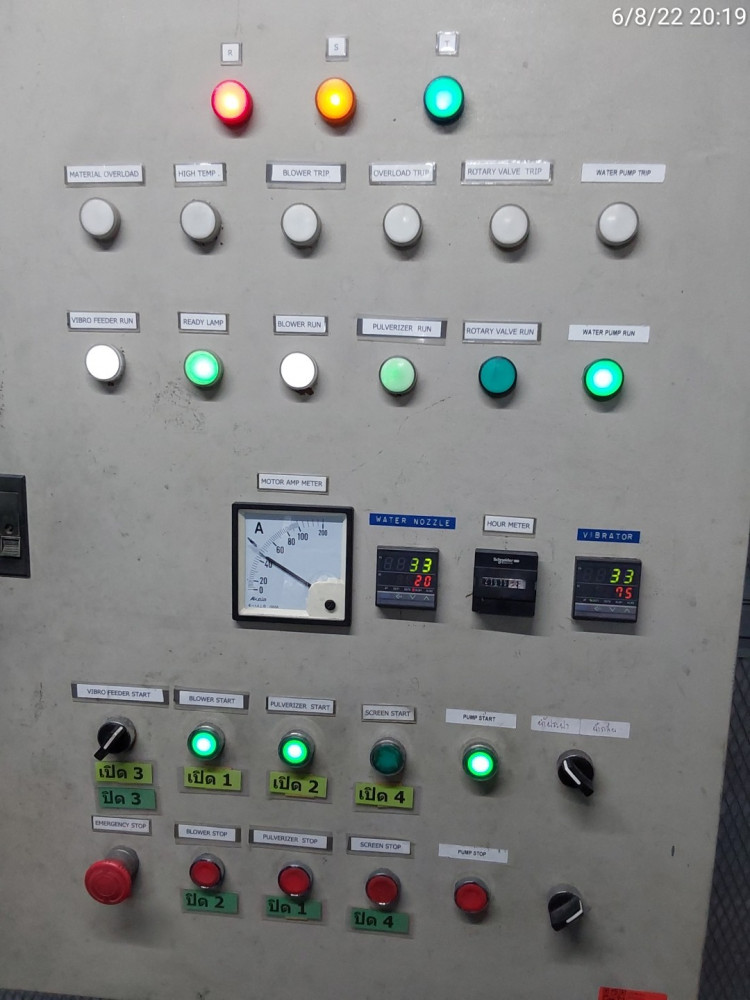 6/8/22 20:19
R
S
T
MATERIAL OVERLOAD
HIGH TEMP.
BLOWER TRIP
OVERLOAD TRIP
ROTARY VALVE TRIP
WATER PUMP TRIP
VIBRO FEEDER RUN
READY LAMP
BLOWER RUN
PULVERIZER RUN
ROTARY VALVE RUN
WATER PUMP RUN
MOTOR AMP METER
WATER NOZZLE
HOUR METER
VIBRATOR
A
0
20
40
60
80
100
200
33
20
Schneider
33
75
VIBRO FEEDER START
BLOWER START
PULVERIZER START
SCREEN START
PUMP START
เปิด 3
เปิด 1
เปิด 2
เปิด 4
ปิด 3
EMERGENCY STOP
BLOWER STOP
PULVERIZER STOP
SCREEN STOP
PUMP STOP
ปิด 2
ปิด 1
ปิด 4